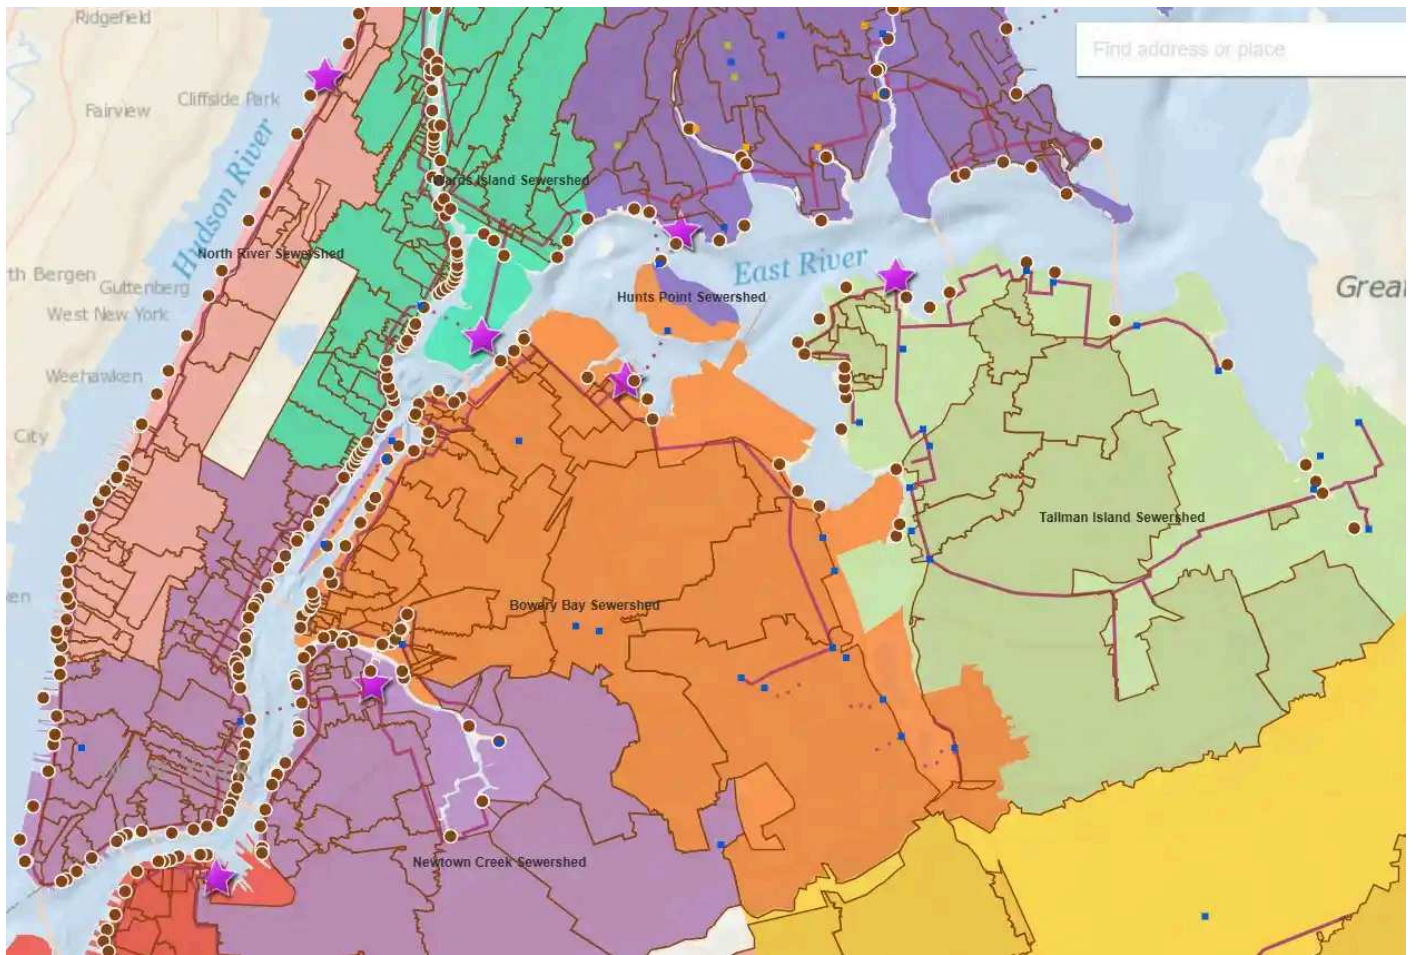 Ridgefield
Find address or place
Cliffside Park
Fairview
Hudson River
Wards Island Sewershed
North River Sewershed
East River
th Bergen
Guttenberg
Great
Hunts Point Sewershed
West New York
Weehawken
City
Tallman Island Sewershed
en
Bowery Bay Sewershed
Newtown Creek Sewershed